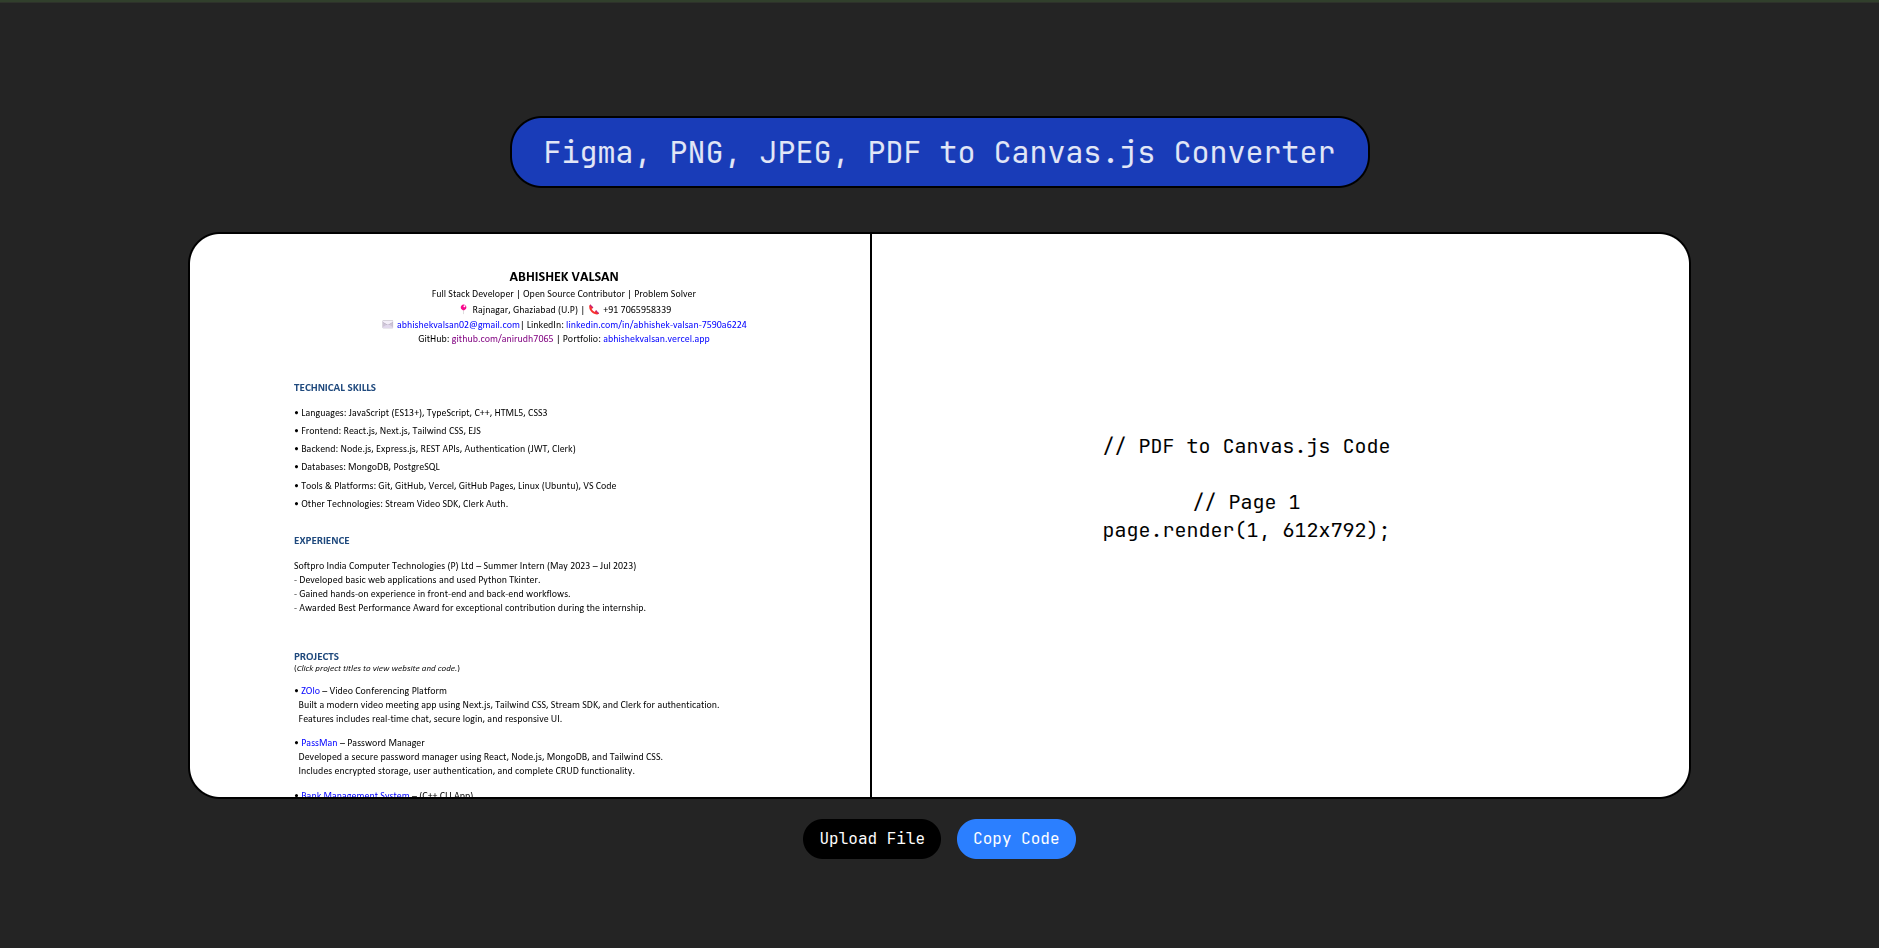 Figma, PNG, JPEG, PDF to Canvas.js Converter
ABHISHEK VALSAN
Full Stack Developer | Open Source Contributor | Problem Solver
Rajnagar, Ghaziabad (U.P) | +91 7065958339
abhishekvalsan02@gmail.com| LinkedIn: linkedin.com/in/abhishek-valsan-7590a6224
GitHub: github.com/anirudh7065 | Portfolio: abhishekvalsan.vercel.app
TECHNICAL SKILLS
• Languages: JavaScript (ES13+), TypeScript, C++, HTML5, CSS3
• Frontend: React.js, Next.js, Tailwind CSS, EJS
• Backend: Node.js, Express.js, REST APIs, Authentication (JWT, Clerk)
• Databases: MongoDB, PostgreSQL
• Tools & Platforms: Git, GitHub, Vercel, GitHub Pages, Linux (Ubuntu), VS Code
• Other Technologies: Stream Video SDK, Clerk Auth.
EXPERIENCE
Softpro India Computer Technologies (P) Ltd – Summer Intern (May 2023 – Jul 2023)
- Developed basic web applications and used Python Tkinter.
- Gained hands-on experience in front-end and back-end workflows.
- Awarded Best Performance Award for exceptional contribution during the internship.
PROJECTS
(Click project titles to view website and code.)
• ZOlo – Video Conferencing Platform
Built a modern video meeting app using Next.js, Tailwind CSS, Stream SDK, and Clerk for authentication.
Features includes real-time chat, secure login, and responsive UI.
• PassMan – Password Manager
Developed a secure password manager using React, Node.js, MongoDB, and Tailwind CSS.
Includes encrypted storage, user authentication, and complete CRUD functionality.
• Bank Management System – (C++ CLI App)
// PDF to Canvas.js Code
// Page 1
page.render(1, 612x792);
Upload File
Copy Code